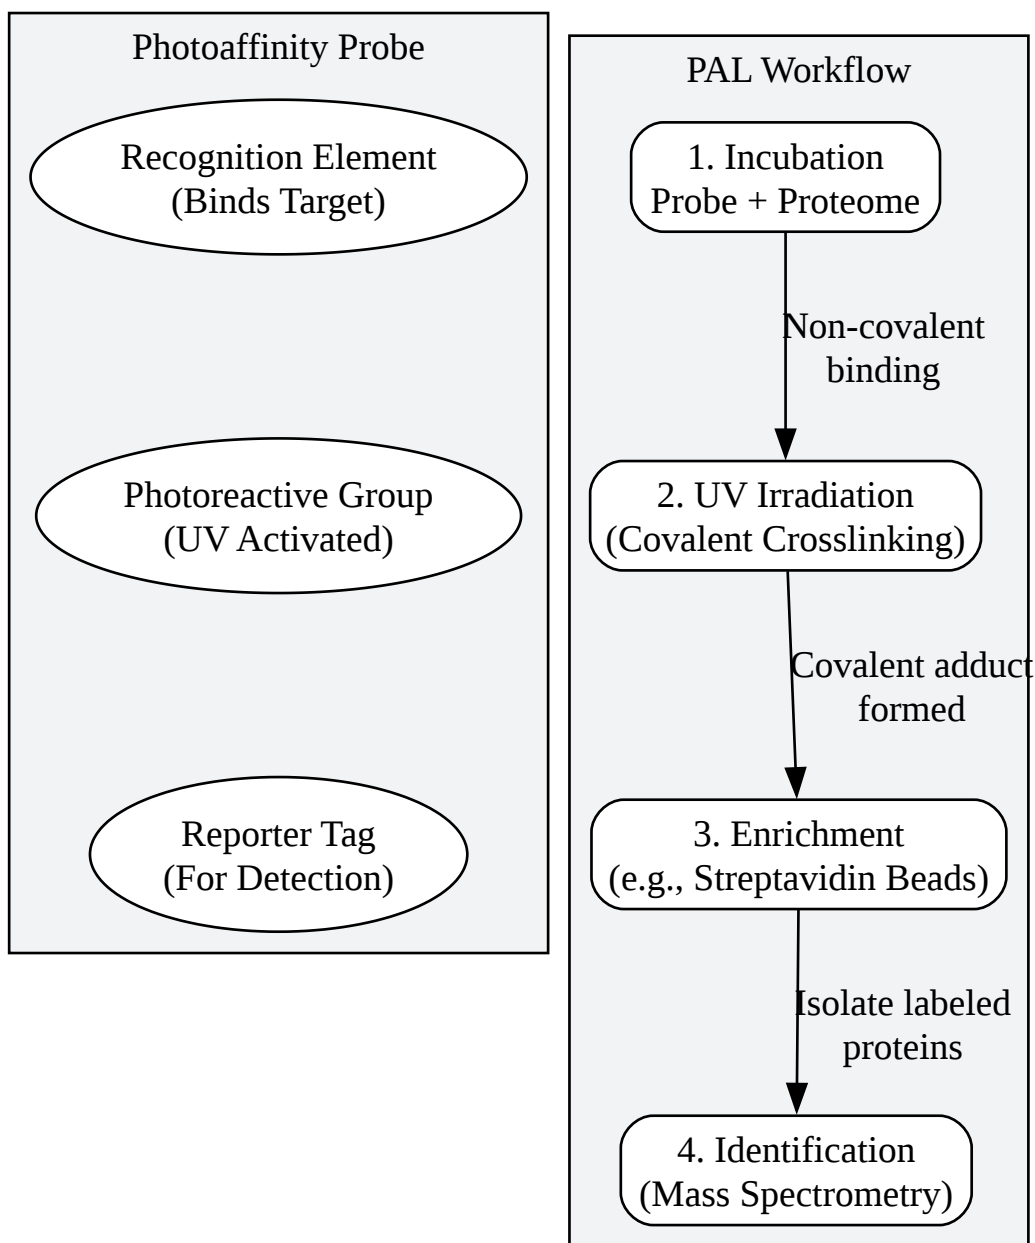 Photoaffinity Probe
Recognition Element
(Binds Target)
Photoreactive Group
(UV Activated)
Reporter Tag
(For Detection)
PAL Workflow
1. Incubation
Probe + Proteome
Non-covalent
binding
2. UV Irradiation
(Covalent Crosslinking)
Covalent adduct
formed
3. Enrichment
(e.g., Streptavidin Beads)
Isolate labeled
proteins
4. Identification
(Mass Spectrometry)